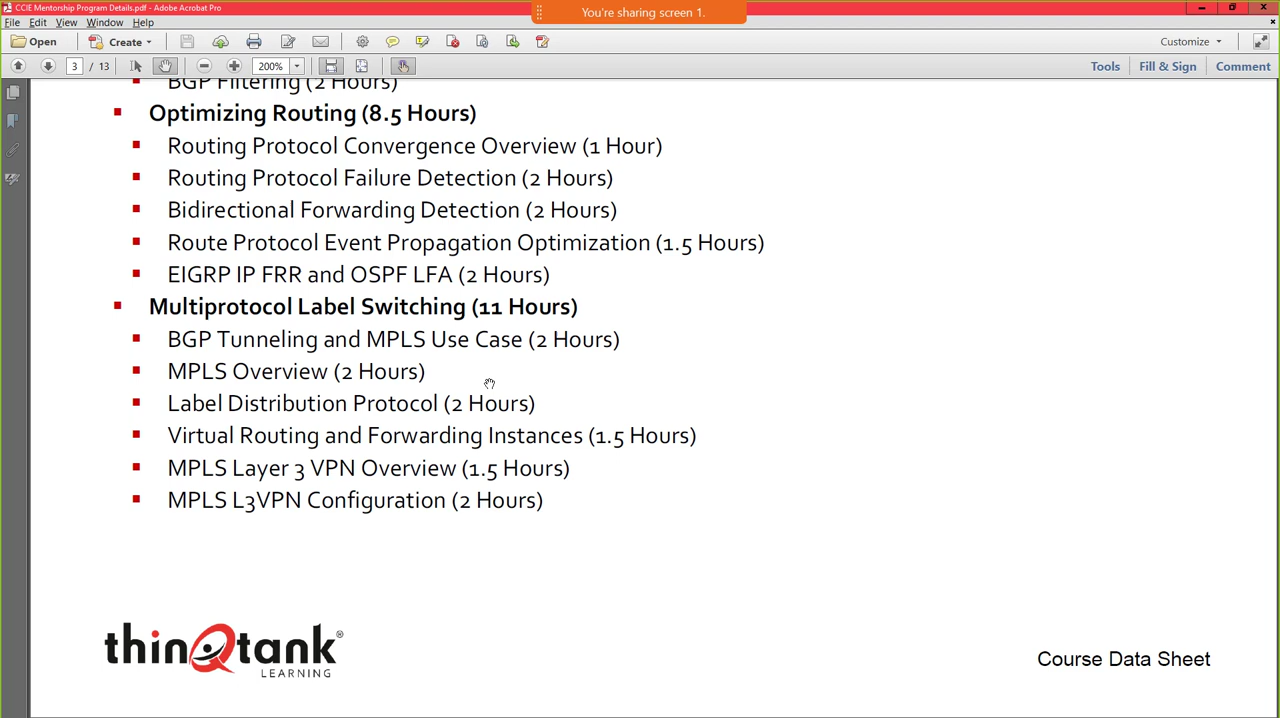 CCIE Mentorship Program Details.pdf - Adobe Acrobat Pro
You're sharing screen 1.
File Edit View Window Help
Open Create Customize
3 / 13 200% Tools Fill & Sign Comment
BGP Filtering (2 Hours)
Optimizing Routing (8.5 Hours)
Routing Protocol Convergence Overview (1 Hour)
Routing Protocol Failure Detection (2 Hours)
Bidirectional Forwarding Detection (2 Hours)
Route Protocol Event Propagation Optimization (1.5 Hours)
EIGRP IP FRR and OSPF LFA (2 Hours)
Multiprotocol Label Switching (11 Hours)
BGP Tunneling and MPLS Use Case (2 Hours)
MPLS Overview (2 Hours)
Label Distribution Protocol (2 Hours)
Virtual Routing and Forwarding Instances (1.5 Hours)
MPLS Layer 3 VPN Overview (1.5 Hours)
MPLS L3VPN Configuration (2 Hours)
thinQtank®
LEARNING
Course Data Sheet